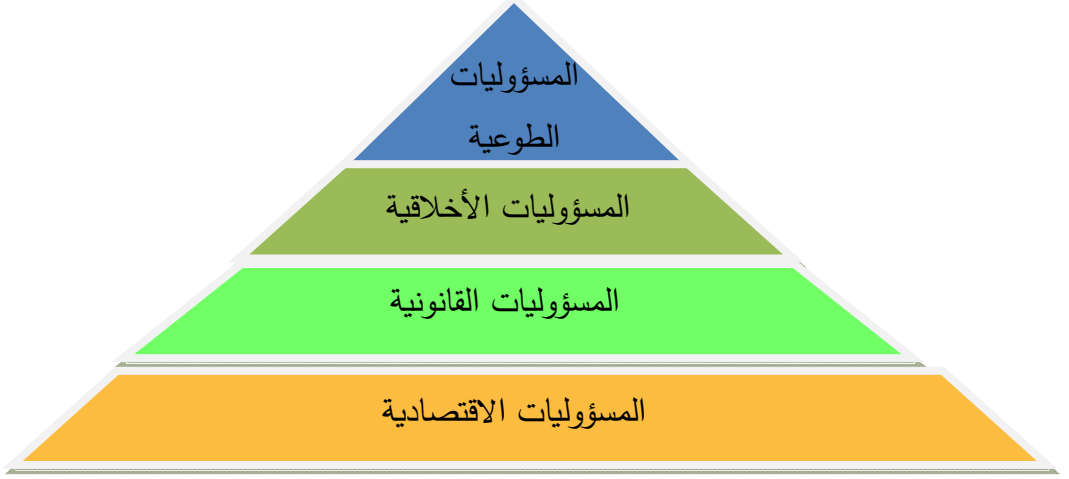 المسؤوليات
الطوعية
المسؤوليات الأخلاقية
المسؤوليات القانونية
المسؤوليات الاقتصادية